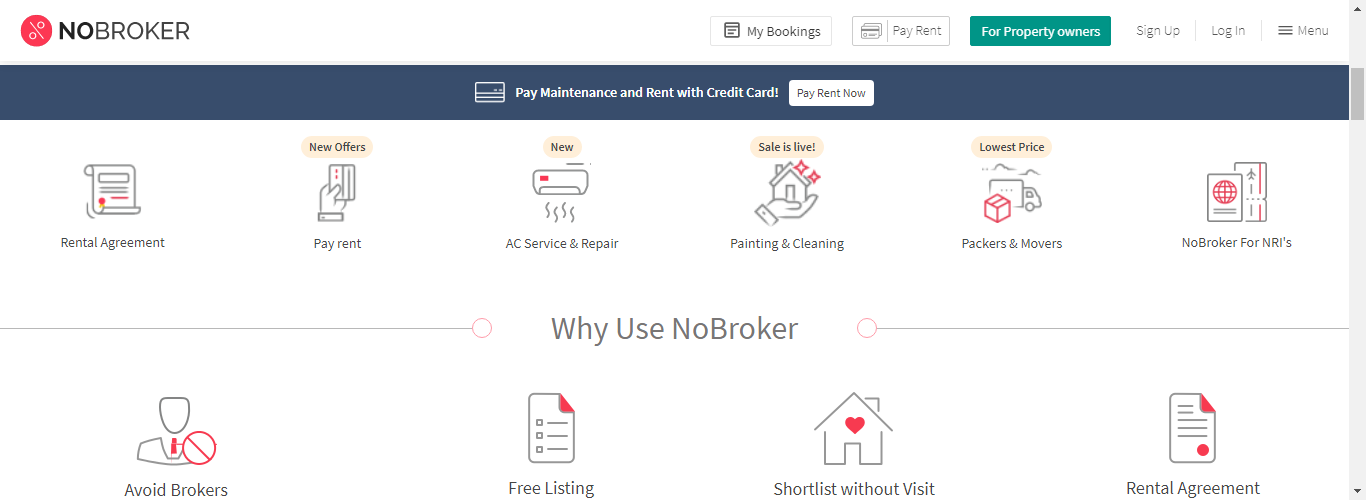 NOBROKER
My Bookings
Pay Rent
For Property owners
Sign Up
Log In
Menu
Pay Maintenance and Rent with Credit Card!
Pay Rent Now
New Offers
New
Sale is live!
Lowest Price
Rental Agreement
Pay rent
AC Service & Repair
Painting & Cleaning
Packers & Movers
NoBroker For NRI's
Why Use NoBroker
Avoid Brokers
Free Listing
Shortlist without Visit
Rental Agreement